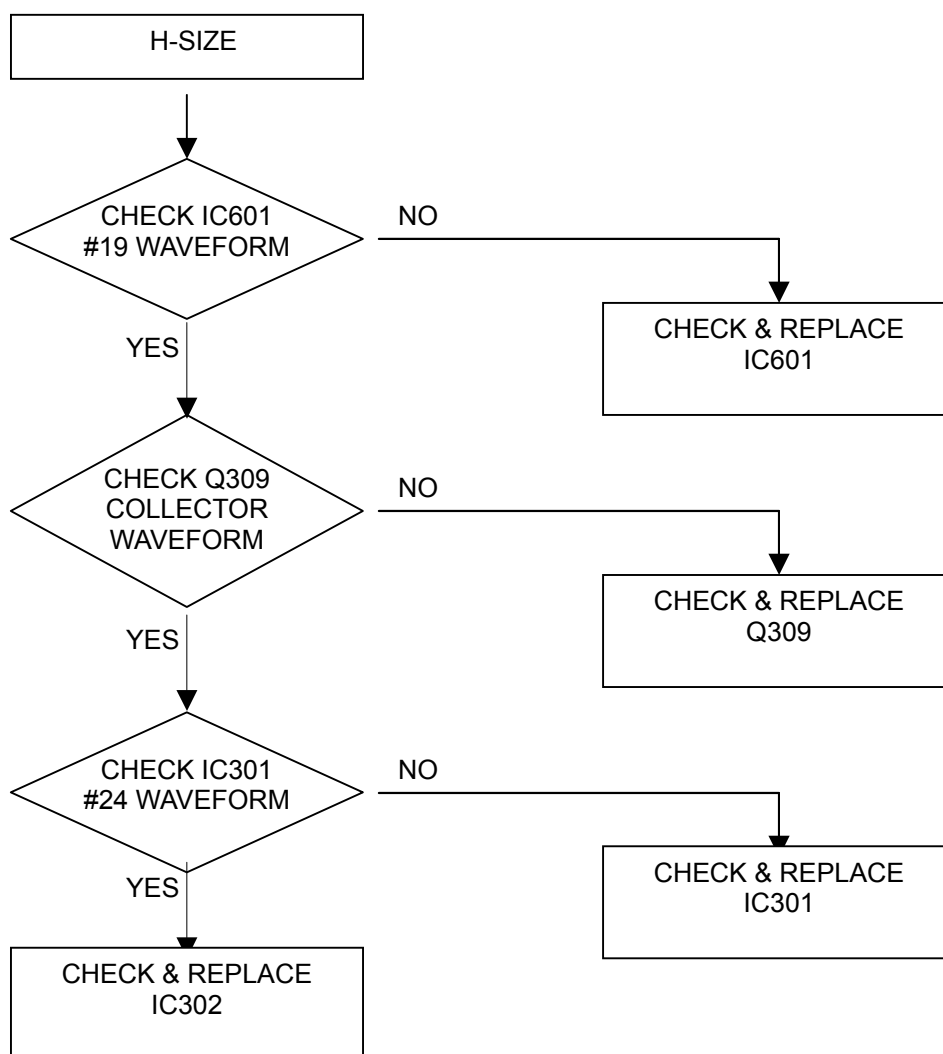 H-SIZE
CHECK IC601
#19 WAVEFORM
NO
CHECK & REPLACE
IC601
YES
CHECK Q309
COLLECTOR
WAVEFORM
NO
CHECK & REPLACE
Q309
YES
CHECK IC301
#24 WAVEFORM
NO
CHECK & REPLACE
IC301
YES
CHECK & REPLACE
IC302